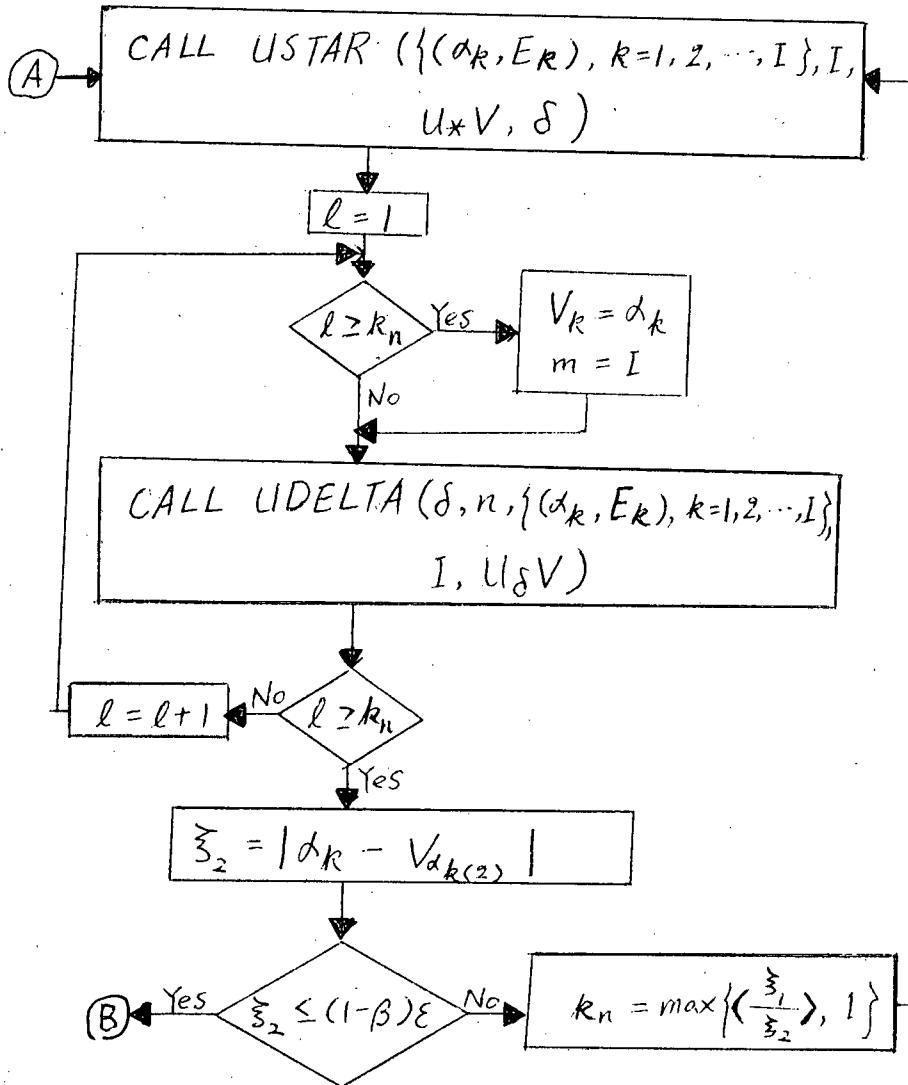 A
CALL USTAR ({(α_k, E_k), k=1, 2, ⋯, I}, I,
U_*V, δ)
ℓ = 1
ℓ ≥ k_n
Yes
V_k = α_k
m = I
No
CALL UDELTA (δ, n, {(α_k, E_k), k=1,2,⋯,I},
I, U_δV)
ℓ ≥ k_n
No
ℓ = ℓ+1
Yes
ξ_2 = |α_k − V_{α_{k(2)}}|
ξ_2 ≤ (1-β)ε
Yes
B
No
k_n = max{⟨ξ_1/ξ_2⟩, 1}